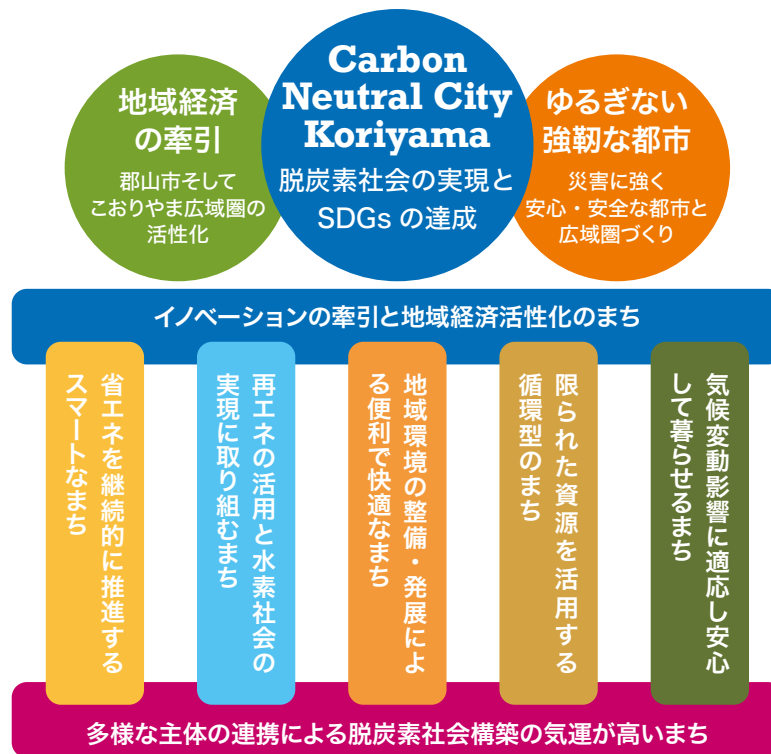 地域経済
の牽引
郡山市そして
こおりやま広域圏の
活性化
Carbon
Neutral City
Koriyama
脱炭素社会の実現と
SDGs の達成
ゆるぎない
強靭な都市
災害に強く
安心・安全な都市と
広域圏づくり
イノベーションの牽引と地域経済活性化のまち
省エネを継続的に推進する
スマートなまち
再エネの活用と水素社会の
実現に取り組むまち
地域環境の整備・発展によ
る便利で快適なまち
限られた資源を活用する
循環型のまち
気候変動影響に適応し安心
して暮らせるまち
多様な主体の連携による脱炭素社会構築の気運が高いまち